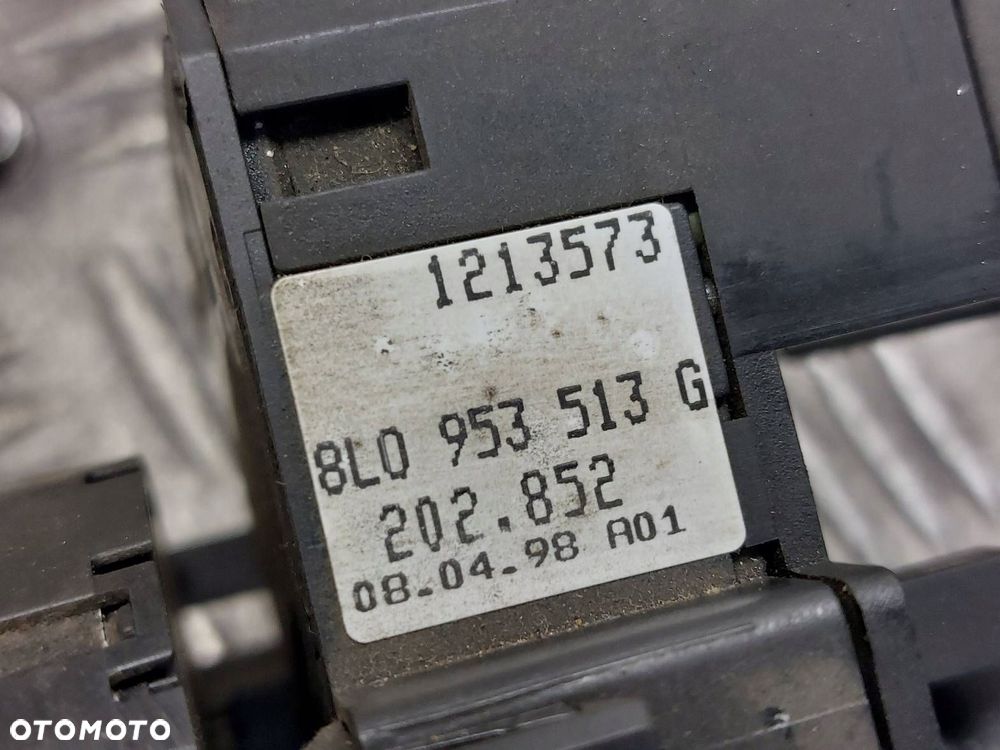 1213573
8L0 953 513 G
202.852
08.04.98 A01
OTOMOTO